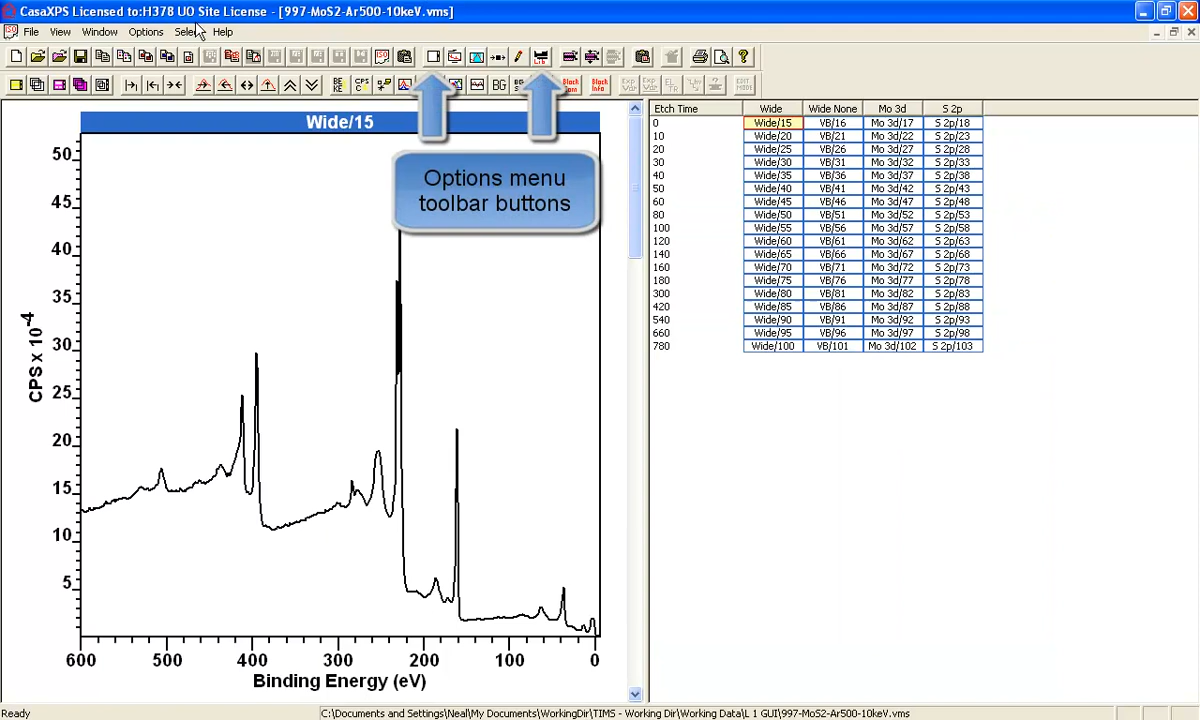 CasaXPS Licensed to:H378 UO Site License - [997-MoS2-Ar500-10keV.vms]
File View Window Options Select Help
Wide/15
Options menu
toolbar buttons
CPS x 10⁻⁴
50
45
40
35
30
25
20
15
10
5
600 500 400 300 200 100 0
Binding Energy (eV)
Etch Time Wide Wide None Mo 3d S 2p
0 Wide/15 VB/16 Mo 3d/17 S 2p/18
10 Wide/20 VB/21 Mo 3d/22 S 2p/23
20 Wide/25 VB/26 Mo 3d/27 S 2p/28
30 Wide/30 VB/31 Mo 3d/32 S 2p/33
40 Wide/35 VB/36 Mo 3d/37 S 2p/38
50 Wide/40 VB/41 Mo 3d/42 S 2p/43
60 Wide/45 VB/46 Mo 3d/47 S 2p/48
80 Wide/50 VB/51 Mo 3d/52 S 2p/53
100 Wide/55 VB/56 Mo 3d/57 S 2p/58
120 Wide/60 VB/61 Mo 3d/62 S 2p/63
140 Wide/65 VB/66 Mo 3d/67 S 2p/68
160 Wide/70 VB/71 Mo 3d/72 S 2p/73
180 Wide/75 VB/76 Mo 3d/77 S 2p/78
300 Wide/80 VB/81 Mo 3d/82 S 2p/83
420 Wide/85 VB/86 Mo 3d/87 S 2p/88
540 Wide/90 VB/91 Mo 3d/92 S 2p/93
660 Wide/95 VB/96 Mo 3d/97 S 2p/98
780 Wide/100 VB/101 Mo 3d/102 S 2p/103
Ready
C:\Documents and Settings\Neal\My Documents\WorkingDir\TIMS - Working Dir\Working Data\L 1 GUI\997-MoS2-Ar500-10keV.vms